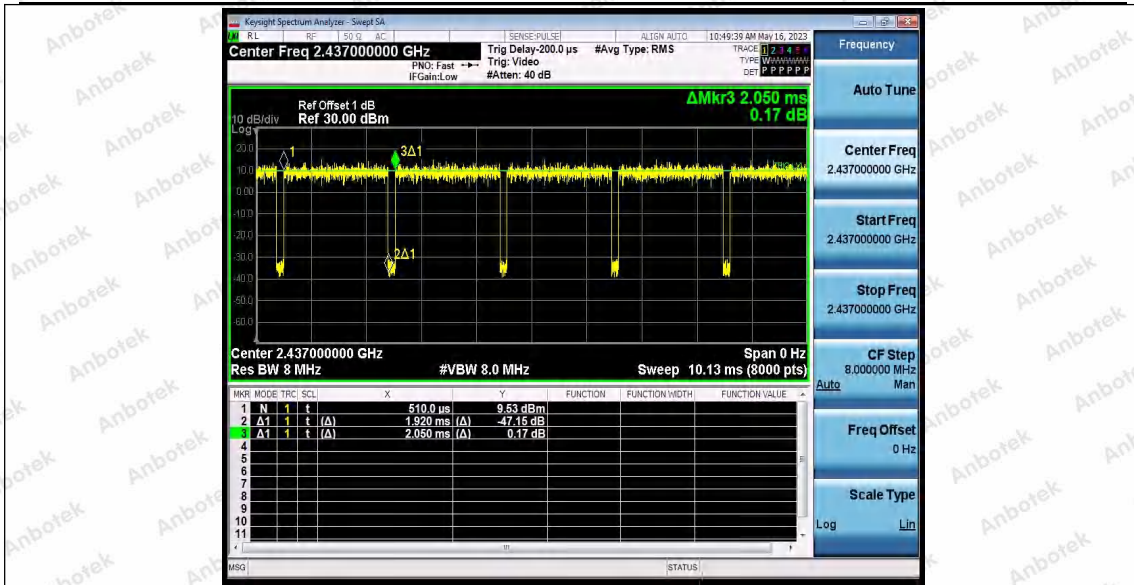 Keysight Spectrum Analyzer - Swept SA
RL RF 50 Ω AC SENSE:PULSE ALIGN AUTO 10:49:39 AM May 16, 2023
Center Freq 2.437000000 GHz
Trig Delay-200.0 µs #Avg Type: RMS
TRACE 1 2 3 4 5 6
PNO: Fast
Trig: Video
TYPE WWWWWW
IFGain:Low
#Atten: 40 dB
DET P P P P P P
Frequency
Auto Tune
Center Freq
2.437000000 GHz
Start Freq
2.437000000 GHz
Stop Freq
2.437000000 GHz
CF Step
8.000000 MHz
Auto Man
Freq Offset
0 Hz
Scale Type
Log Lin
ΔMkr3 2.050 ms
0.17 dB
Ref Offset 1 dB
10 dB/div Ref 30.00 dBm
Log
20.0
10.0
0.00
-10.0
-20.0
-30.0
-40.0
-50.0
-60.0
1
3Δ1
2Δ1
Center 2.437000000 GHz Span 0 Hz
Res BW 8 MHz #VBW 8.0 MHz Sweep 10.13 ms (8000 pts)
MKR MODE TRC SCL X Y FUNCTION FUNCTION WIDTH FUNCTION VALUE
1 N 1 t 510.0 µs 9.53 dBm
2 Δ1 1 t (Δ) 1.920 ms (Δ) -47.15 dB
3 Δ1 1 t (Δ) 2.050 ms (Δ) 0.17 dB
4
5
6
7
8
9
10
11
MSG STATUS
Anbotek